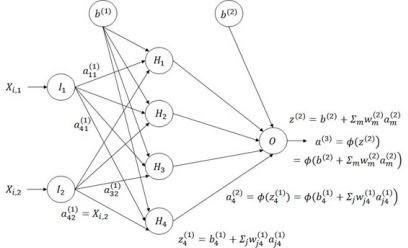 b^(1)
b^(2)
X_{i,1}
I_1
a_{11}^{(1)}
a_{41}^{(1)}
H_1
H_2
z^{(2)} = b^{(2)} + Σ_m w_m^{(2)} a_m^{(2)}
O
a^{(3)} = ϕ(z^{(2)})
= ϕ(b^{(2)} + Σ_m w_m^{(2)} a_m^{(2)})
H_3
X_{i,2}
I_2
a_{32}^{(1)}
a_{42}^{(1)} = X_{i,2}
H_4
a_4^{(2)} = ϕ(z_4^{(1)}) = ϕ(b_4^{(1)} + Σ_j w_{j4}^{(1)} a_{j4}^{(1)})
z_4^{(1)} = b_4^{(1)} + Σ_j w_{j4}^{(1)} a_{j4}^{(1)}